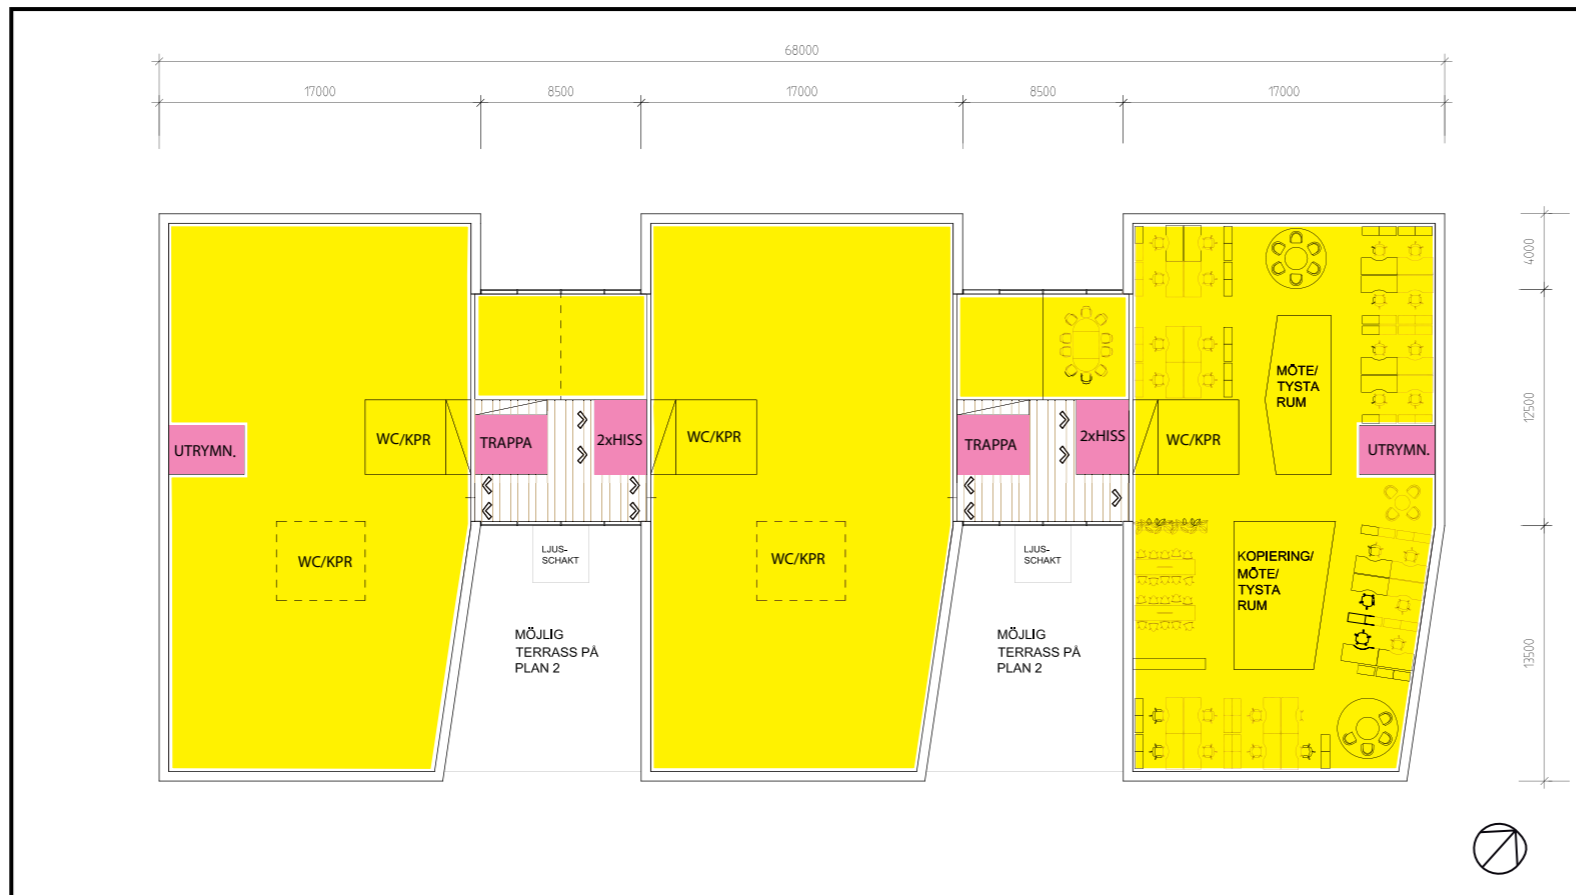 68000
17000
8500
17000
8500
17000
4000
12500
13500
MÖTE/
TYSTA
RUM
WC/KPR
TRAPPA
2xHISS
WC/KPR
TRAPPA
2xHISS
WC/KPR
UTRYMN.
UTRYMN.
WC/KPR
LJUS-
SCHAKT
WC/KPR
LJUS-
SCHAKT
KOPIERING/
MÖTE/
TYSTA
RUM
MÖJLIG
TERRASS PÅ
PLAN 2
MÖJLIG
TERRASS PÅ
PLAN 2